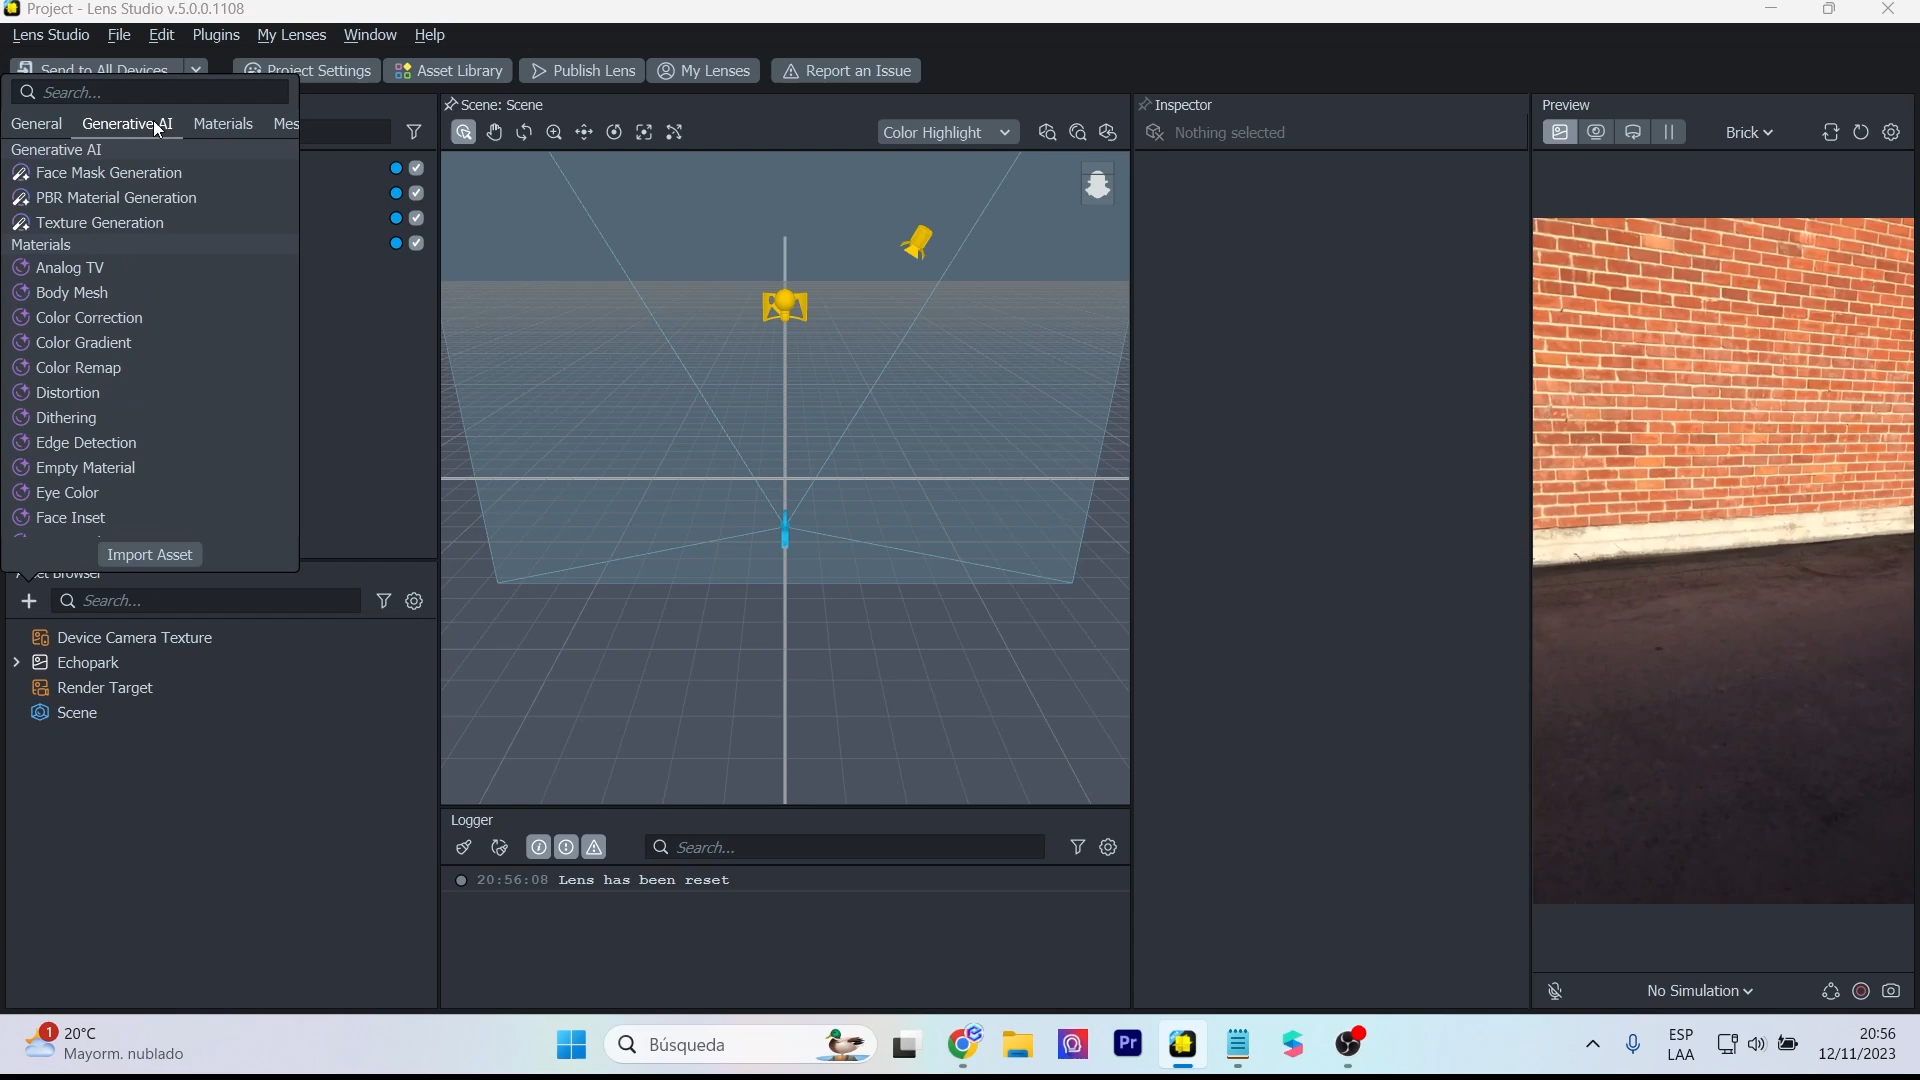 Project - Lens Studio v.5.0.0.1108
Lens Studio File Edit Plugins My Lenses Window Help
Send to All Devices Project Settings Asset Library Publish Lens My Lenses Report an Issue
Search...
General Generative AI Materials Mes
Generative AI
Face Mask Generation
PBR Material Generation
Texture Generation
Materials
Analog TV
Body Mesh
Color Correction
Color Gradient
Color Remap
Distortion
Dithering
Edge Detection
Empty Material
Eye Color
Face Inset
Import Asset
Asset Browser
Search...
Device Camera Texture
Echopark
Render Target
Scene
Scene: Scene
Color Highlight
Logger
Search...
20:56:08 Lens has been reset
Inspector
Nothing selected
Preview
Brick
No Simulation
1
20°C
Mayorm. nublado
Búsqueda
Pr
ESP
LAA
20:56
12/11/2023